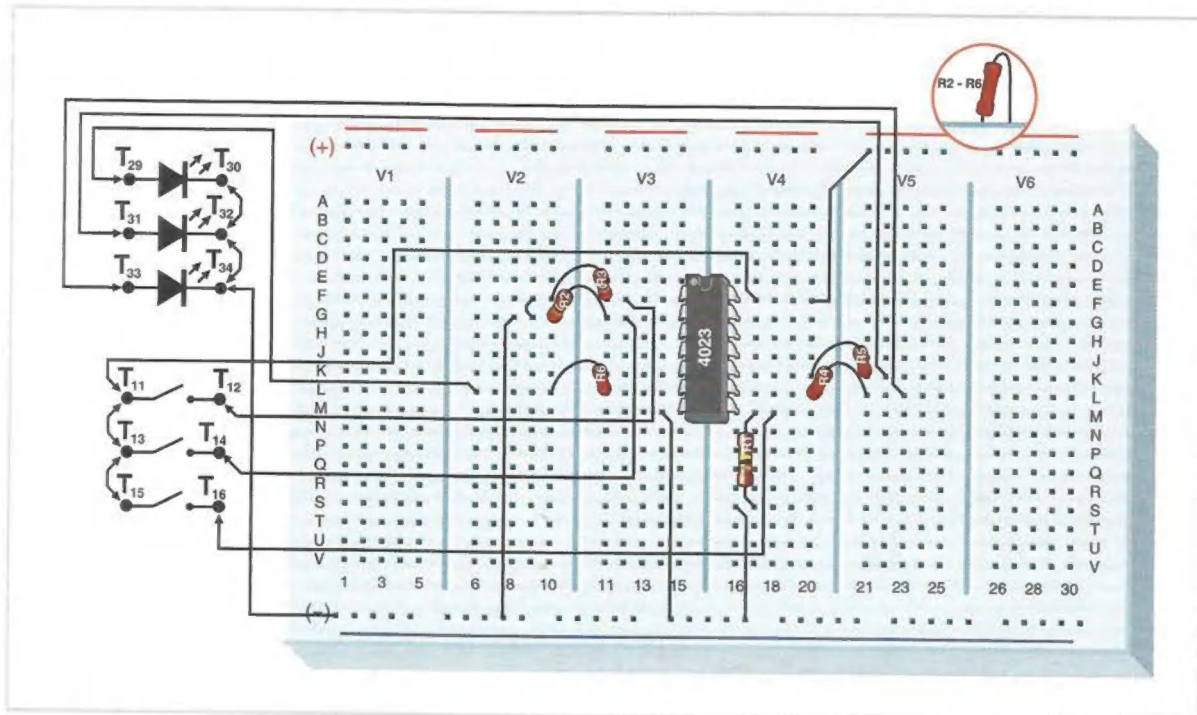 R2 - R6
(+)
V1 V2 V3 V4 V5 V6
T29 T30
T31 T32
T33 T34
T11 T12
T13 T14
T15 T16
A A
B B
C C
D D
E E
F F
G G
H H
J J
K K
L L
M M
N N
P P
Q Q
R R
S S
T T
U U
V V
R2 R3
R6
4023
R4 R5
R1
1 3 5 6 8 10 11 13 15 16 18 20 21 23 25 26 28 30
(-)